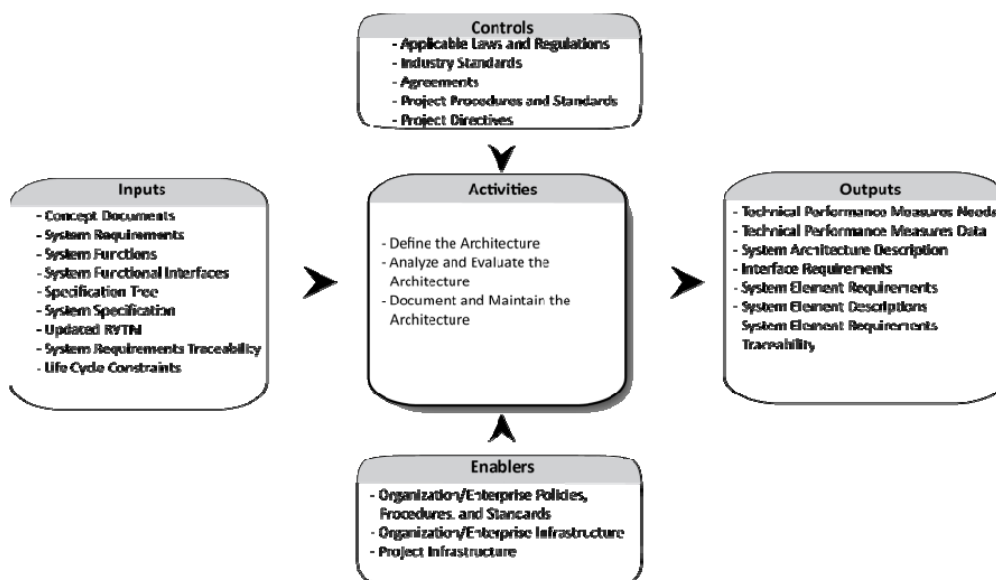 Controls
- Applicable Laws and Regulations
- Industry Standards
- Agreements
- Project Procedures and Standards
- Project Directives
Inputs
- Concept Documents
- System Requirements
- System Functions
- System Functional Interfaces
- Specification Tree
- System Specification
- Updated RVTM
- System Requirements Traceability
- Life Cycle Constraints
Activities
- Define the Architecture
- Analyze and Evaluate the
Architecture
- Document and Maintain the
Architecture
Outputs
- Technical Performance Measures Needs
- Technical Performance Measures Data
- System Architecture Description
- Interface Requirements
- System Element Requirements
- System Element Descriptions
System Element Requirements
Traceability
Enablers
- Organization/Enterprise Policies,
Procedures, and Standards
- Organization/Enterprise Infrastructure
- Project Infrastructure